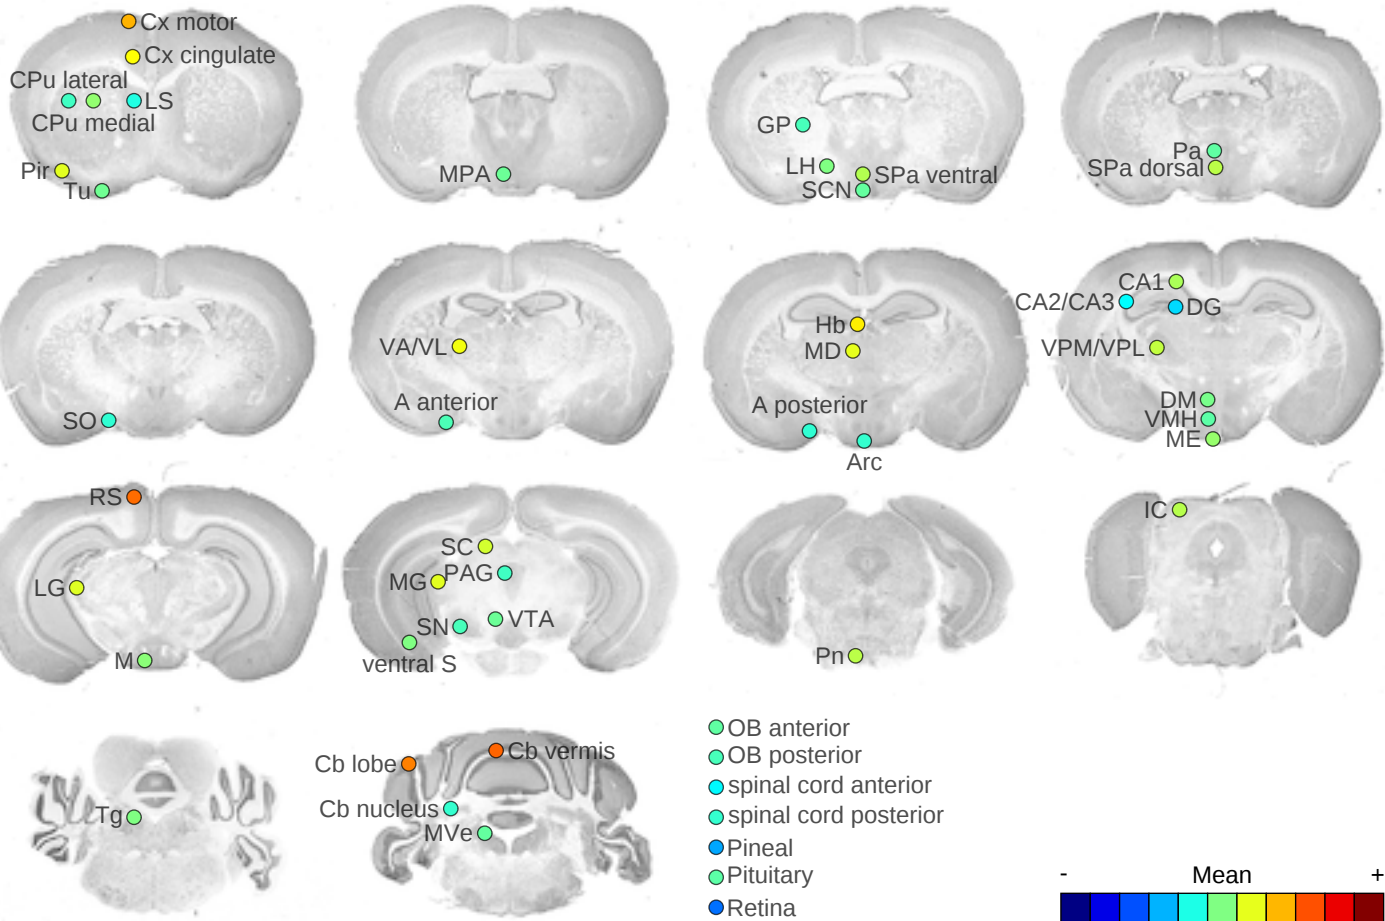 Cx motor
Cx cingulate
CPu lateral
LS
CPu medial
Pir
Tu
MPA
GP
LH
SPa ventral
SCN
Pa
SPa dorsal
SO
VA/VL
A anterior
Hb
MD
A posterior
Arc
CA1
CA2/CA3
DG
VPM/VPL
DM
VMH
ME
RS
LG
M
SC
MG
PAG
SN
VTA
ventral S
Pn
IC
Tg
Cb lobe
Cb vermis
Cb nucleus
MVe
OB anterior
OB posterior
spinal cord anterior
spinal cord posterior
Pineal
Pituitary
Retina
- Mean +